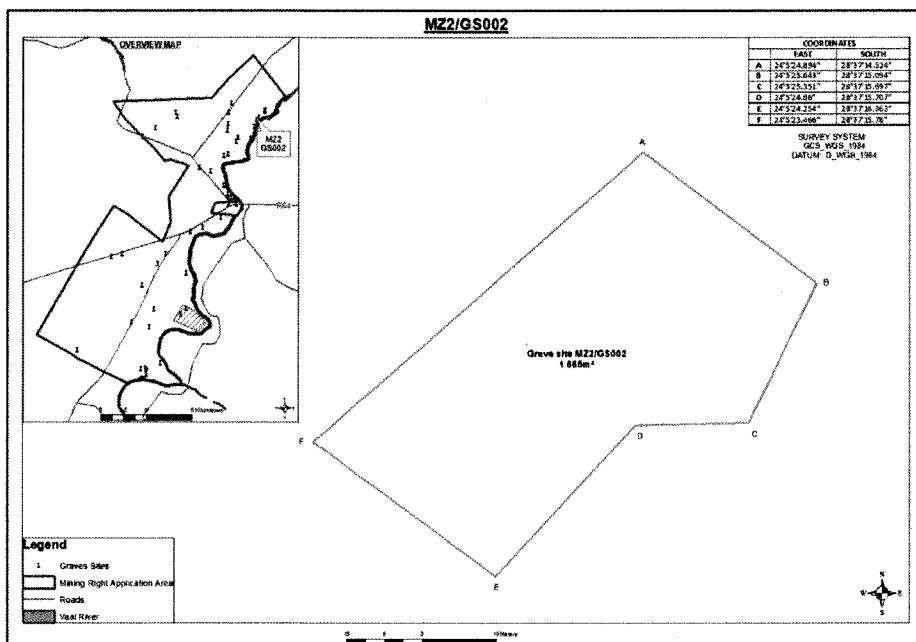 MZ2/GS002
OVERVIEW MAP
MZ2
GS002
COORDINATES
EAST SOUTH
A 24°5'24.894" 28°37'14.524"
B 24°5'25.643" 28°37'15.094"
C 24°5'25.351" 28°37'15.697"
D 24°5'24.86" 28°37'15.707"
E 24°5'24.254" 28°37'16.363"
F 24°5'23.466" 28°37'15.78"
SURVEY SYSTEM:
GCS_WGS_1984
DATUM: D_WGS_1984
A
B
C
D
E
F
Grave site MZ2/GS002
Legend
Graves Sites
Mining Right Application Area
Roads
Vaal River
N
W E
S